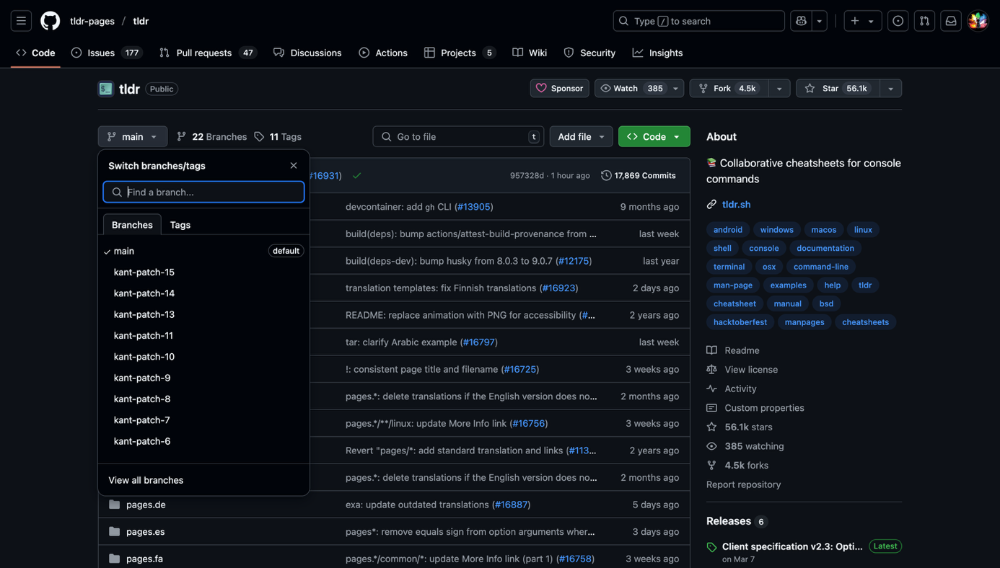 tldr-pages / tldr
Type / to search
Code
Issues 177
Pull requests 47
Discussions
Actions
Projects 5
Wiki
Security
Insights
$_ tldr Public
Sponsor
Watch 385
Fork 4.5k
Star 56.1k
main
22 Branches
11 Tags
Go to file t
Add file
Code
Switch branches/tags
Find a branch...
Branches
Tags
main default
kant-patch-15
kant-patch-14
kant-patch-13
kant-patch-11
kant-patch-10
kant-patch-9
kant-patch-8
kant-patch-7
kant-patch-6
View all branches
#16931) 957328d · 1 hour ago 17,869 Commits
devcontainer: add gh CLI (#13905) 9 months ago
build(deps): bump actions/attest-build-provenance from ... last week
build(deps-dev): bump husky from 8.0.3 to 9.0.7 (#12175) last year
translation templates: fix Finnish translations (#16923) 2 days ago
README: replace animation with PNG for accessibility (#... 2 years ago
tar: clarify Arabic example (#16797) last week
!: consistent page title and filename (#16725) 3 weeks ago
pages.*: delete translations if the English version does no... 2 months ago
pages.*/**/linux: update More Info link (#16756) 3 weeks ago
Revert "pages/*: add standard translation and links (#113... 2 years ago
pages.*: delete translations if the English version does no... 2 months ago
pages.de exa: update outdated translations (#16887) 5 days ago
pages.es pages*: remove equals sign from option arguments wher... 3 days ago
pages.fa pages.*/common/*: update More Info link (part 1) (#16758) 3 weeks ago
About
Collaborative cheatsheets for console
commands
tldr.sh
android windows macos linux
shell console documentation
terminal osx command-line
man-page examples help tldr
cheatsheet manual bsd
hacktoberfest manpages cheatsheets
Readme
View license
Activity
Custom properties
56.1k stars
385 watching
4.5k forks
Report repository
Releases 6
Client specification v2.3: Opti... Latest
on Mar 7